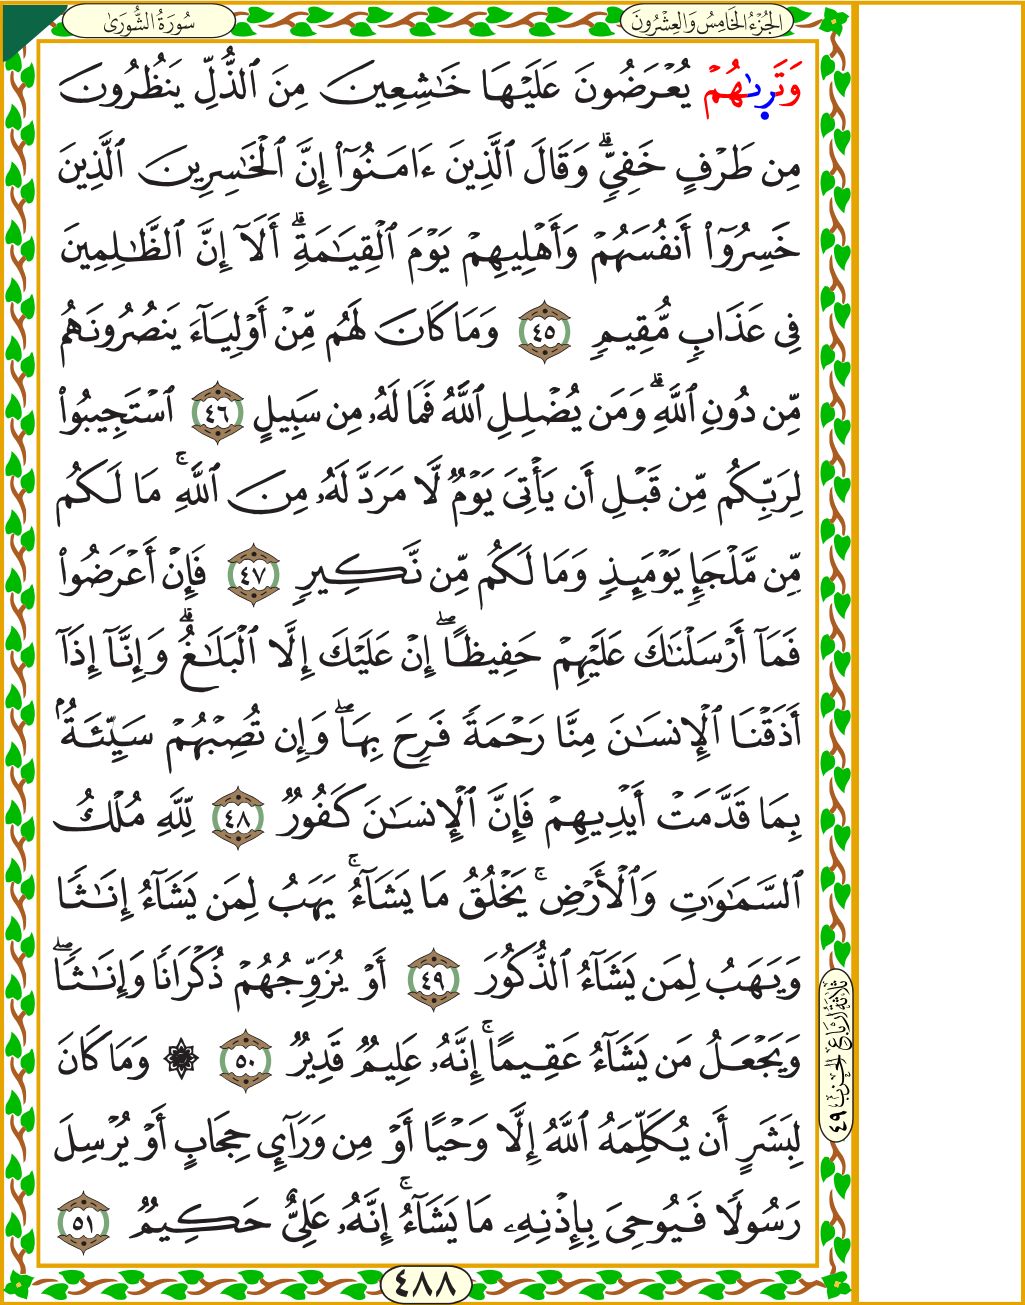 الجُزْءُ الخَامِسُ وَالعِشْرُونَ
سُورَةُ الشُّورَىٰ
وَتَرِىٰهُمۡ يُعۡرَضُونَ عَلَيۡهَا خَٰشِعِينَ مِنَ ٱلذُّلِّ يَنظُرُونَ
مِن طَرۡفٍ خَفِيّٖۗ وَقَالَ ٱلَّذِينَ ءَامَنُوٓاْ إِنَّ ٱلۡخَٰسِرِينَ ٱلَّذِينَ
خَسِرُوٓاْ أَنفُسَهُمۡ وَأَهۡلِيهِمۡ يَوۡمَ ٱلۡقِيَٰمَةِۗ أَلَآ إِنَّ ٱلظَّٰلِمِينَ
فِي عَذَابٖ مُّقِيمٖ ٤٥ وَمَا كَانَ لَهُم مِّنۡ أَوۡلِيَآءَ يَنصُرُونَهُم
مِّن دُونِ ٱللَّهِۗ وَمَن يُضۡلِلِ ٱللَّهُ فَمَا لَهُۥ مِن سَبِيلٍ ٤٦ ٱسۡتَجِيبُواْ
لِرَبِّكُم مِّن قَبۡلِ أَن يَأۡتِيَ يَوۡمٞ لَّا مَرَدَّ لَهُۥ مِنَ ٱللَّهِۚ مَا لَكُم
مِّن مَّلۡجَإٖ يَوۡمَئِذٖ وَمَا لَكُم مِّن نَّكِيرٖ ٤٧ فَإِنۡ أَعۡرَضُواْ
فَمَآ أَرۡسَلۡنَٰكَ عَلَيۡهِمۡ حَفِيظًاۖ إِنۡ عَلَيۡكَ إِلَّا ٱلۡبَلَٰغُۗ وَإِنَّآ إِذَآ
أَذَقۡنَا ٱلۡإِنسَٰنَ مِنَّا رَحۡمَةٗ فَرِحَ بِهَاۖ وَإِن تُصِبۡهُمۡ سَيِّئَةُۢ
بِمَا قَدَّمَتۡ أَيۡدِيهِمۡ فَإِنَّ ٱلۡإِنسَٰنَ كَفُورٞ ٤٨ لِّلَّهِ مُلۡكُ
ٱلسَّمَٰوَٰتِ وَٱلۡأَرۡضِۚ يَخۡلُقُ مَا يَشَآءُۚ يَهَبُ لِمَن يَشَآءُ إِنَٰثٗا
وَيَهَبُ لِمَن يَشَآءُ ٱلذُّكُورَ ٤٩ أَوۡ يُزَوِّجُهُمۡ ذُكۡرَانٗا وَإِنَٰثٗاۖ
وَيَجۡعَلُ مَن يَشَآءُ عَقِيمًاۚ إِنَّهُۥ عَلِيمٞ قَدِيرٞ ٥٠ ۞ وَمَا كَانَ
لِبَشَرٍ أَن يُكَلِّمَهُ ٱللَّهُ إِلَّا وَحۡيًا أَوۡ مِن وَرَآيِٕ حِجَابٍ أَوۡ يُرۡسِلَ
رَسُولٗا فَيُوحِيَ بِإِذۡنِهِۦ مَا يَشَآءُۚ إِنَّهُۥ عَلِيٌّ حَكِيمٞ ٥١
ثلاثة أرباع الحزب ٤٩
٤٨٨